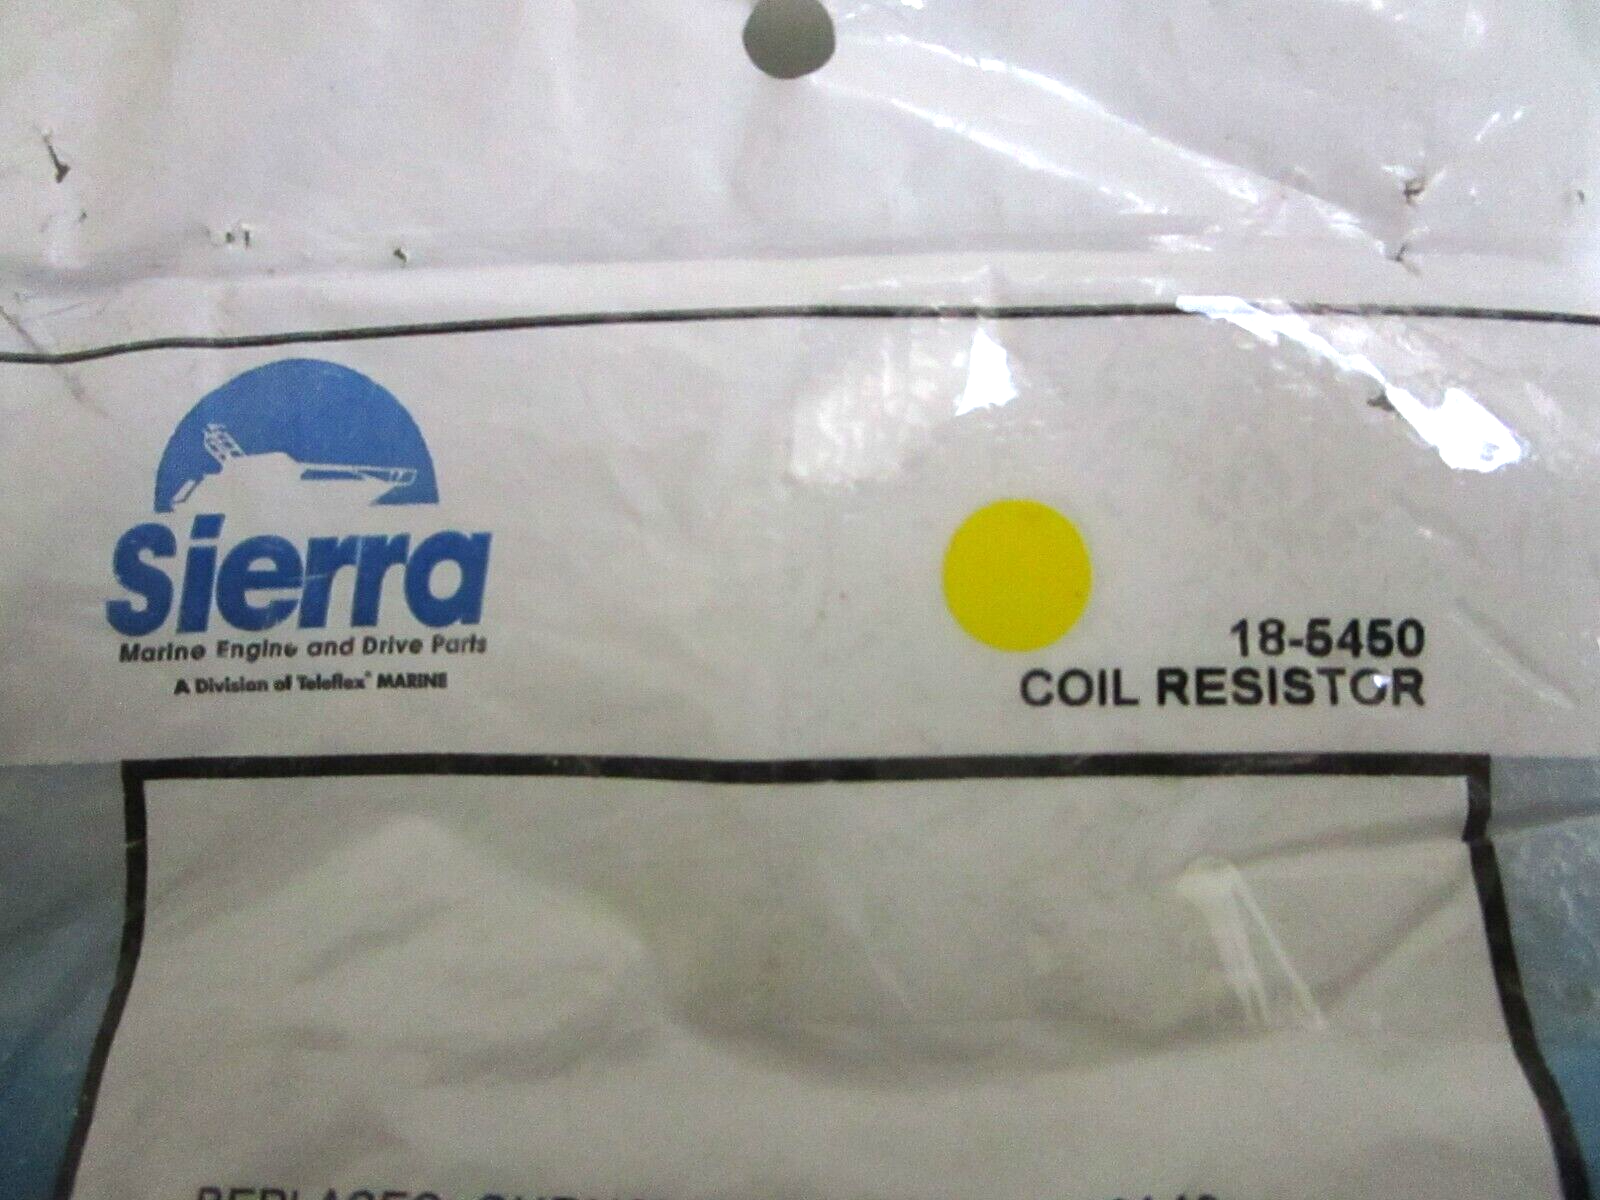 Sierra
Marine Engine and Drive Parts
A Division of Teleflex® MARINE
18-5450
COIL RESISTOR